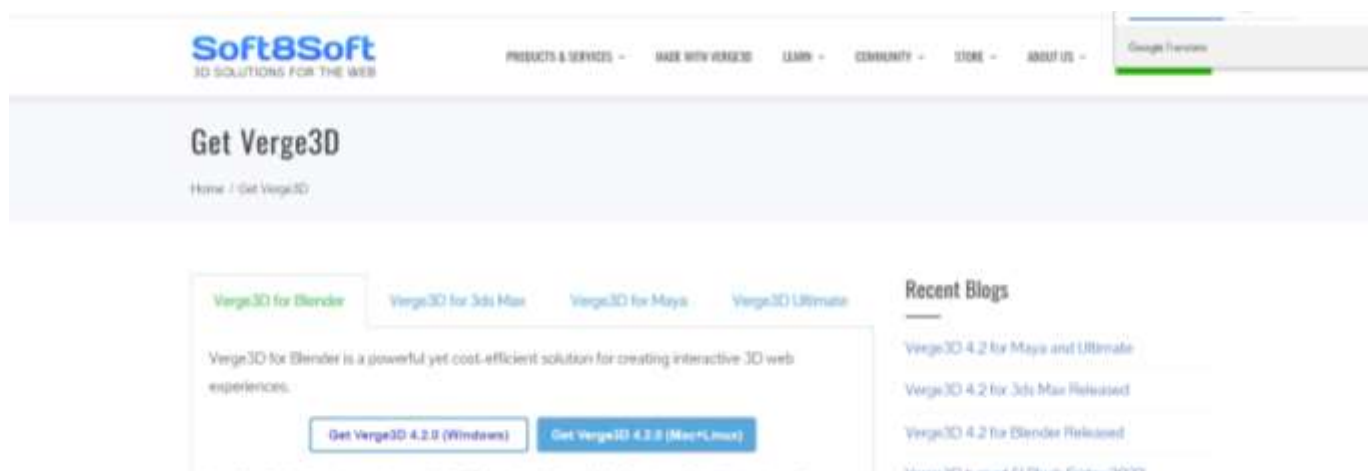 Soft8Soft
3D SOLUTIONS FOR THE WEB
PRODUCTS & SERVICES MADE WITH VERGE3D LEARN COMMUNITY STORE ABOUT US
Google Translate
Get Verge3D
Home / Get Verge3D
Verge3D for Blender Verge3D for 3ds Max Verge3D for Maya Verge3D Ultimate
Verge3D for Blender is a powerful yet cost-efficient solution for creating interactive 3D web
experiences.
Get Verge3D 4.2.0 (Windows) Get Verge3D 4.2.0 (Mac+Linux)
Recent Blogs
Verge3D 4.2 for Maya and Ultimate
Verge3D 4.2 for 3ds Max Released
Verge3D 4.2 for Blender Released